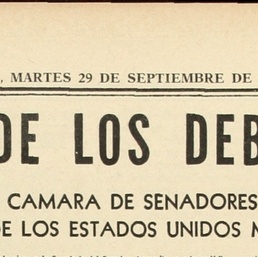 , MARTES 29 DE SEPTIEMBRE DE
DE LOS DEB
CAMARA DE SENADORES
DE LOS ESTADOS UNIDOS M